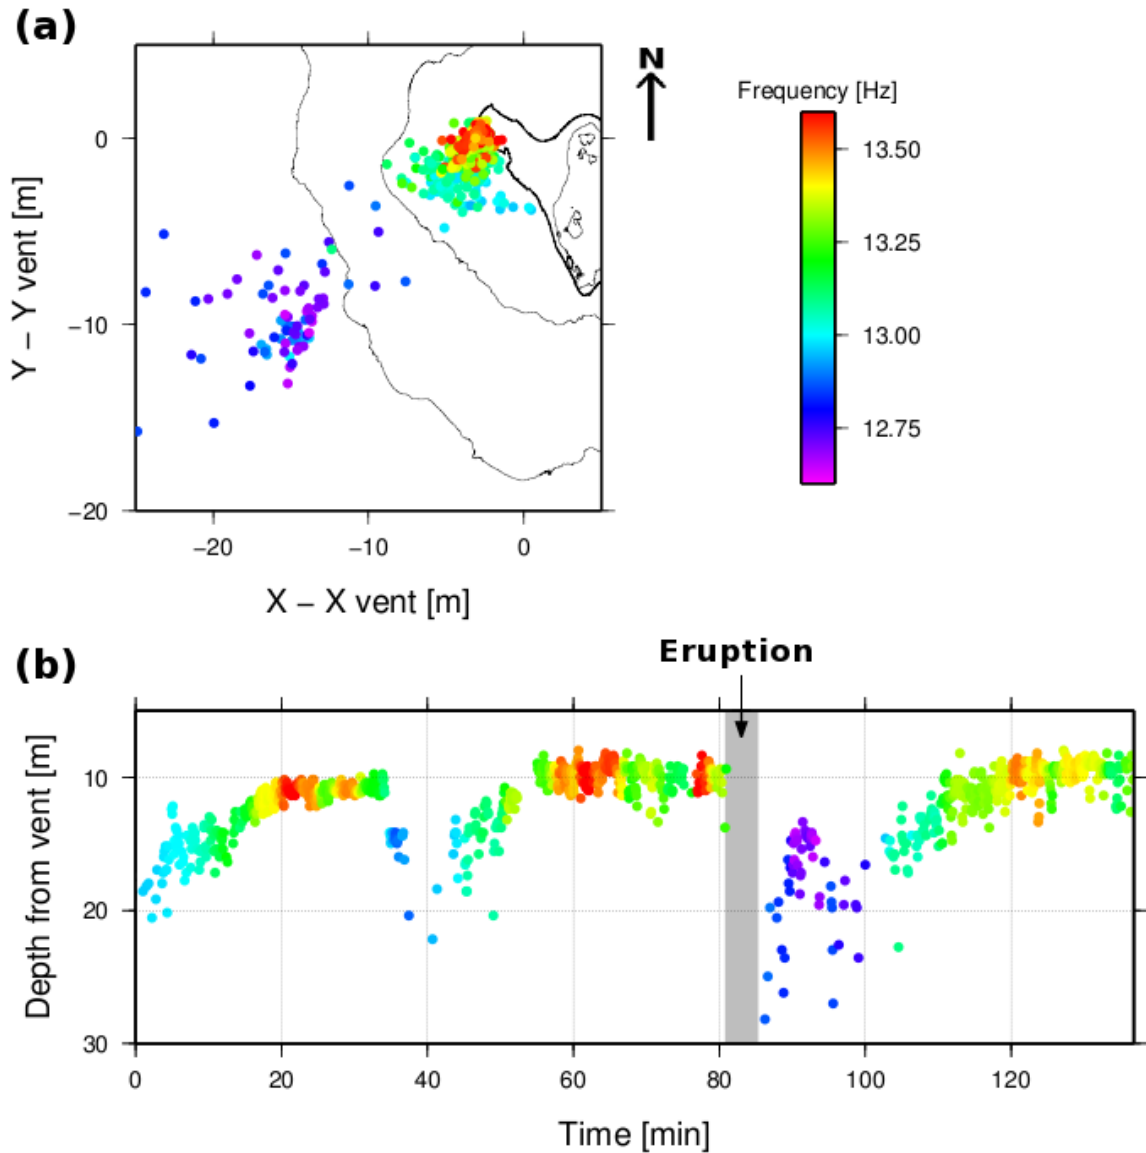 (a)
N
Frequency [Hz]
0
−10
−20
Y − Y vent [m]
−20 −10 0
X − X vent [m]
13.50
13.25
13.00
12.75
(b)
Eruption
Depth from vent [m]
10
20
30
0 20 40 60 80 100 120
Time [min]